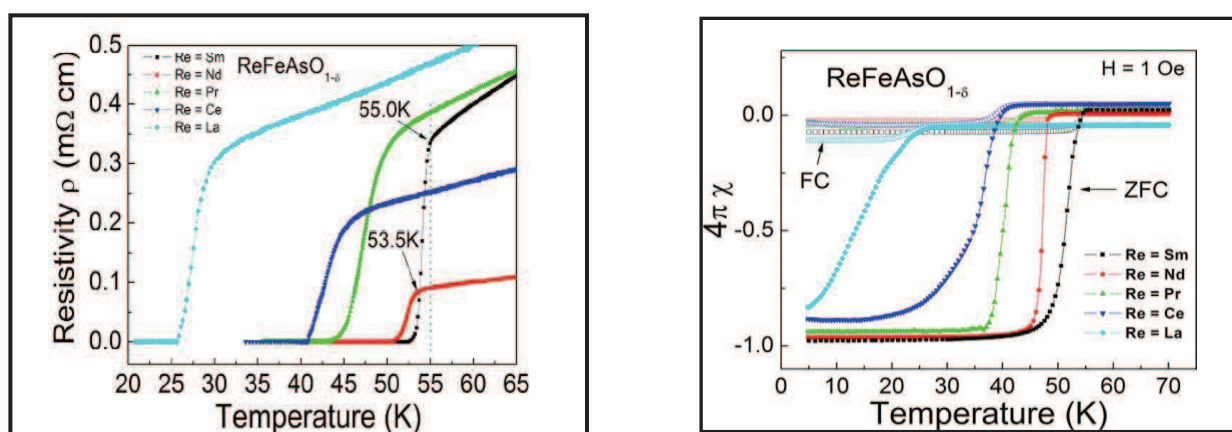 0.5
0.4
0.3
0.2
0.1
0.0
Resistivity ρ (mΩ cm)
Re = Sm
Re = Nd
Re = Pr
Re = Ce
Re = La
ReFeAsO1-δ
55.0K
53.5K
20 25 30 35 40 45 50 55 60 65
Temperature (K)
ReFeAsO1-δ
H = 1 Oe
0.0
-0.5
-1.0
4π χ
FC
ZFC
Re = Sm
Re = Nd
Re = Pr
Re = Ce
Re = La
0 10 20 30 40 50 60 70
Temperature (K)